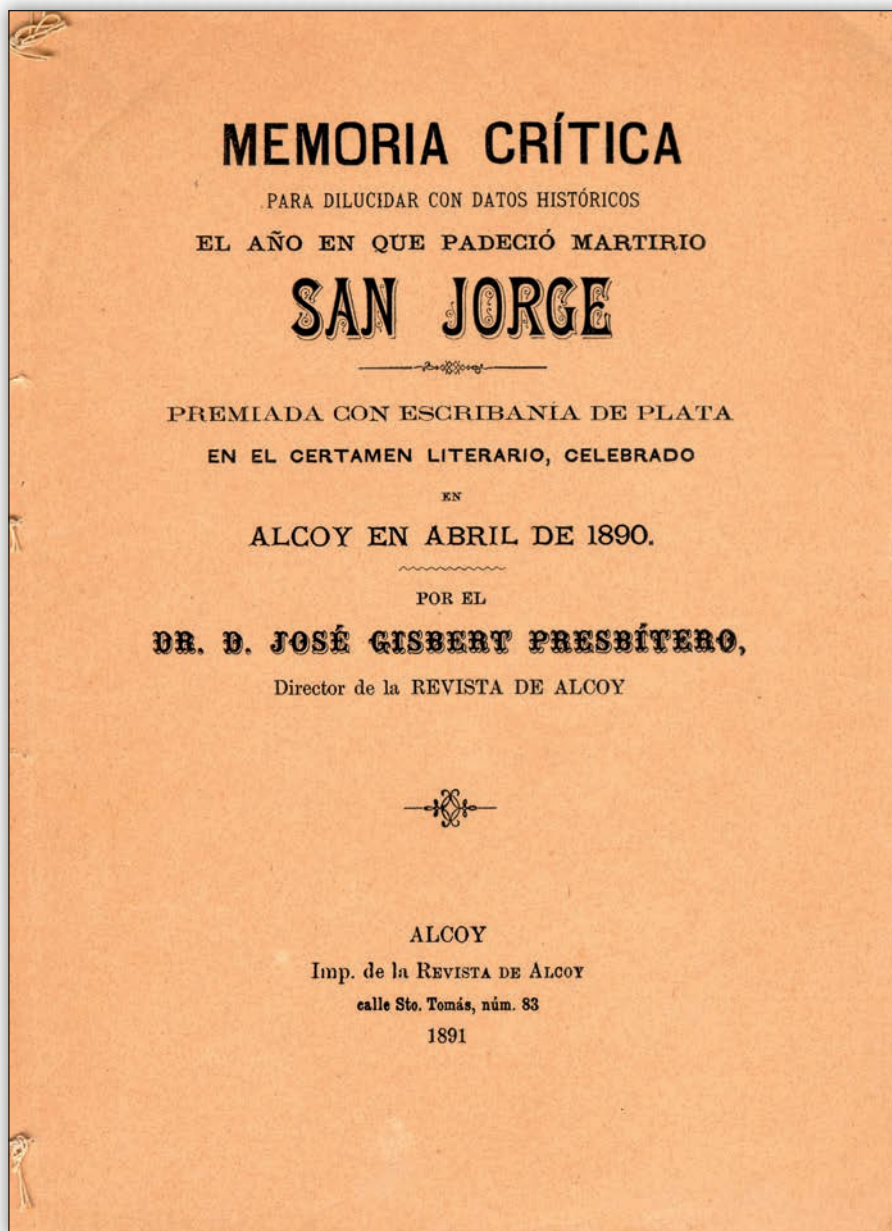 MEMORIA CRÍTICA
PARA DILUCIDAR CON DATOS HISTÓRICOS
EL AÑO EN QUE PADECIÓ MARTIRIO
SAN JORGE
PREMIADA CON ESCRIBANÍA DE PLATA
EN EL CERTAMEN LITERARIO, CELEBRADO
EN
ALCOY EN ABRIL DE 1890.
POR EL
DR. D. JOSÉ GISBERT PRESBÍTERO,
Director de la REVISTA DE ALCOY
ALCOY
Imp. de la REVISTA DE ALCOY
calle Sto. Tomás, núm. 83
1891